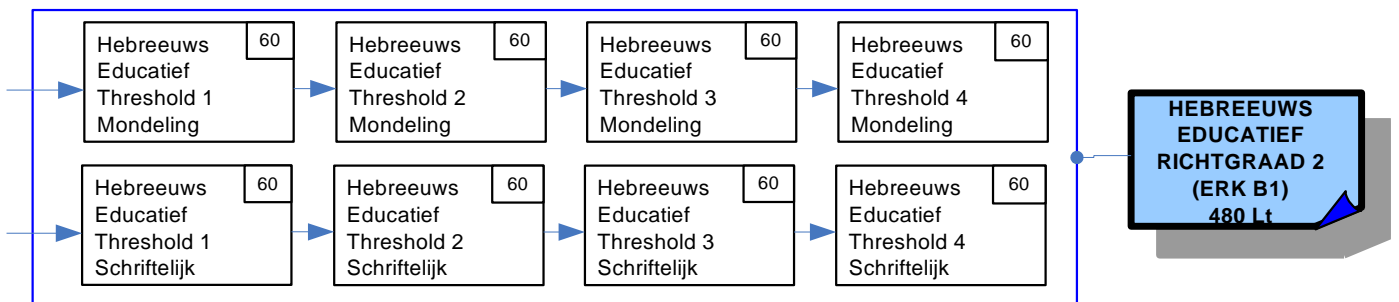 Hebreeuws
Educatief
Threshold 1
Mondeling
60
Hebreeuws
Educatief
Threshold 2
Mondeling
60
Hebreeuws
Educatief
Threshold 3
Mondeling
60
Hebreeuws
Educatief
Threshold 4
Mondeling
60
Hebreeuws
Educatief
Threshold 1
Schriftelijk
60
Hebreeuws
Educatief
Threshold 2
Schriftelijk
60
Hebreeuws
Educatief
Threshold 3
Schriftelijk
60
Hebreeuws
Educatief
Threshold 4
Schriftelijk
60
HEBREEUWS
EDUCATIEF
RICHTGRAAD 2
(ERK B1)
480 Lt